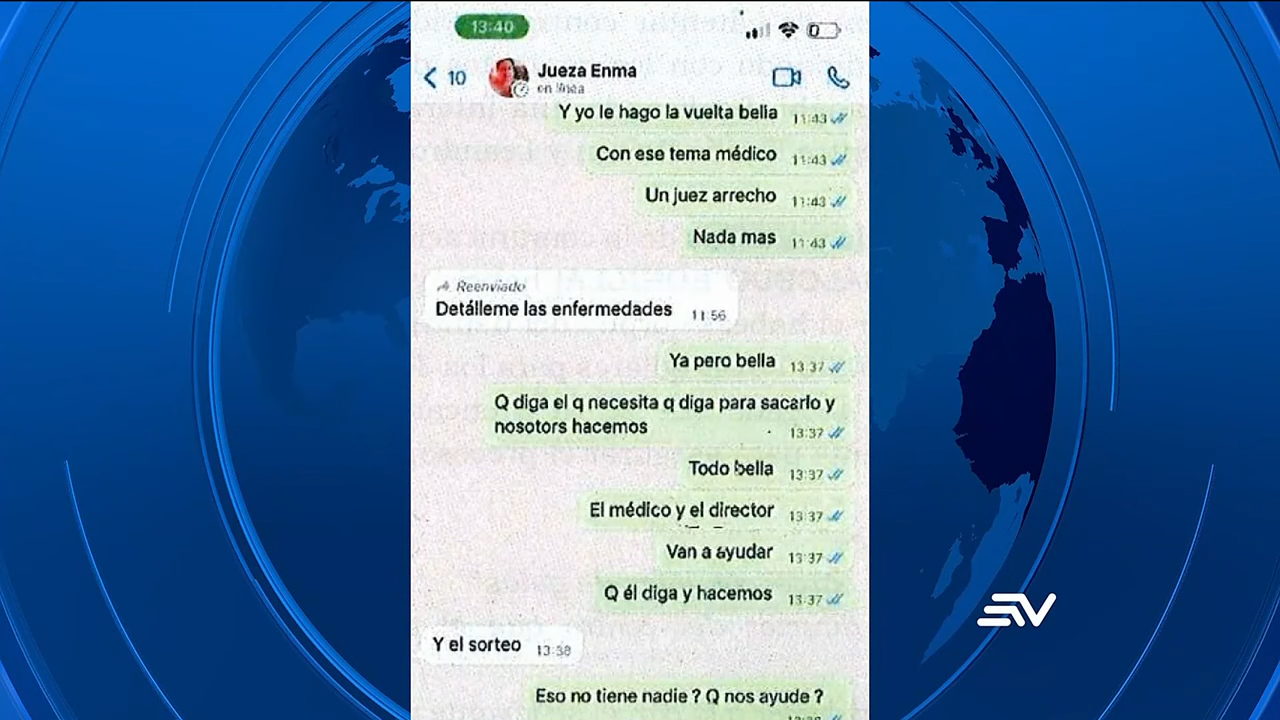 13:40
10
Jueza Enma
en línea
Y yo le hago la vuelta bella 11:43
Con ese tema médico 11:43
Un juez arrecho 11:43
Nada mas 11:43
Reenviado
Detálleme las enfermedades 11:56
Ya pero bella 13:37
Q diga el q necesita q diga para sacarlo y
nosotors hacemos 13:37
Todo bella 13:37
El médico y el director 13:37
Van a ayudar 13:37
Q él diga y hacemos 13:37
Y el sorteo 13:38
Eso no tiene nadie ? Q nos ayude ?
EV